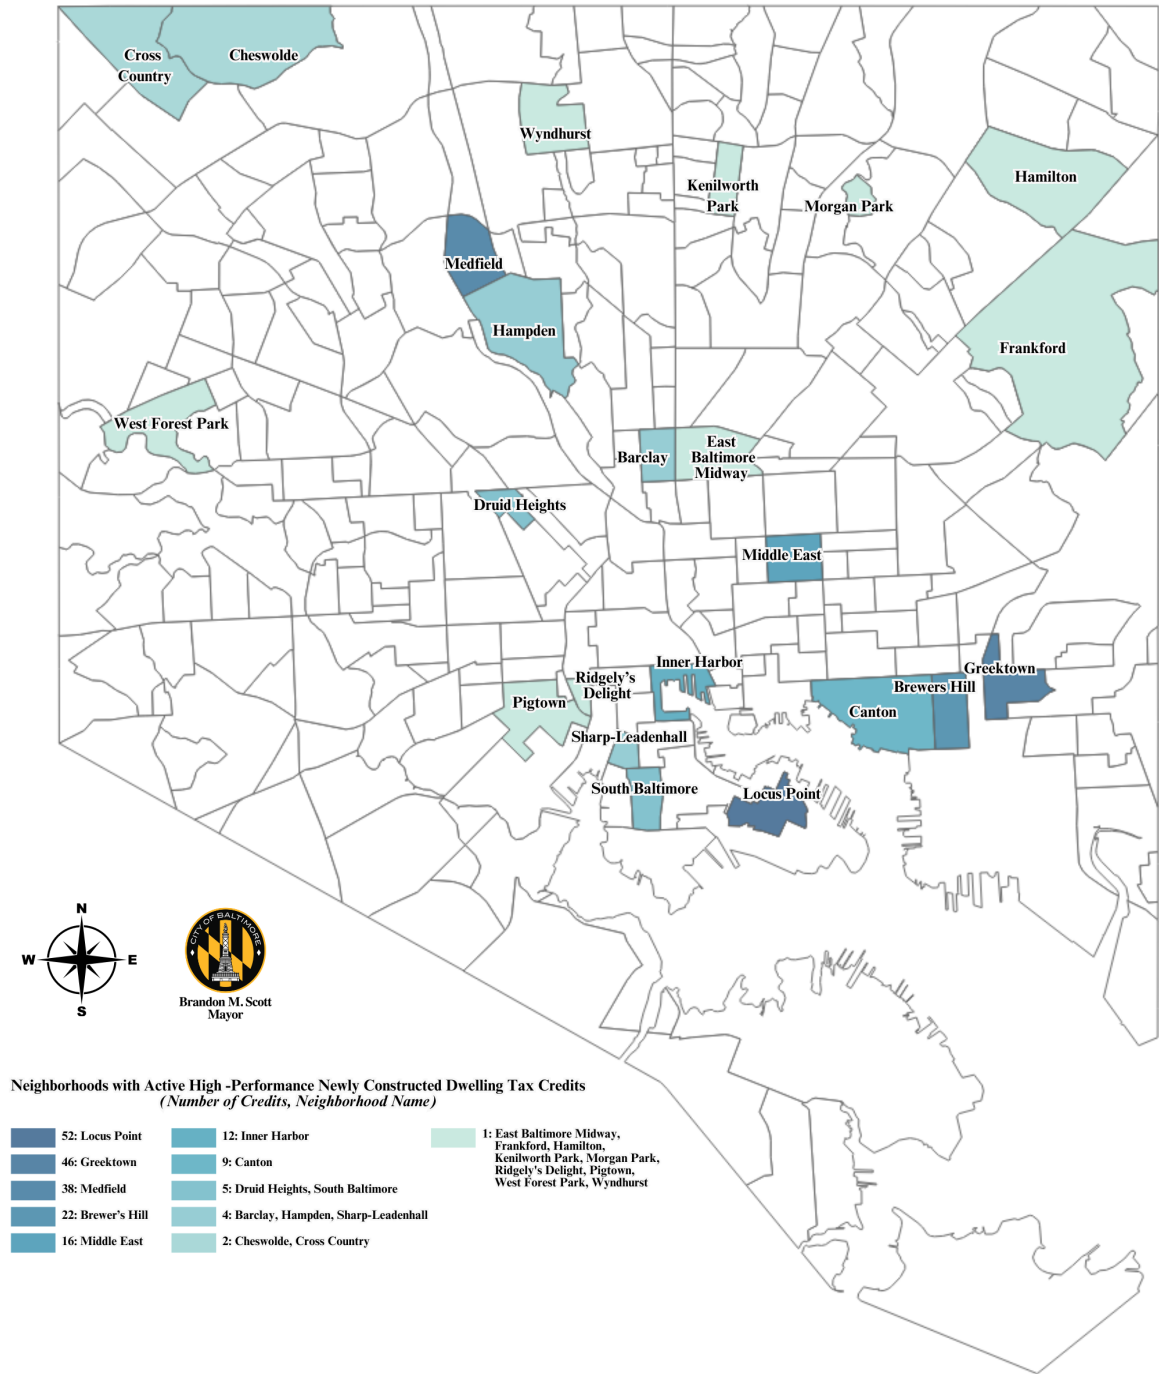 Cross
Country
Cheswolde
Wyndhurst
Kenilworth
Park
Morgan Park
Hamilton
Medfield
Hampden
Frankford
West Forest Park
Barclay
East
Baltimore
Midway
Druid Heights
Middle East
Inner Harbor
Greektown
Ridgely's
Delight
Brewers Hill
Pigtown
Canton
Sharp-Leadenhall
South Baltimore
Locus Point
N
W
E
S
CITY OF BALTIMORE
Brandon M. Scott
Mayor
Neighborhoods with Active High -Performance Newly Constructed Dwelling Tax Credits
(Number of Credits, Neighborhood Name)
52: Locus Point
46: Greektown
38: Medfield
22: Brewer's Hill
16: Middle East
12: Inner Harbor
9: Canton
5: Druid Heights, South Baltimore
4: Barclay, Hampden, Sharp-Leadenhall
2: Cheswolde, Cross Country
1: East Baltimore Midway,
Frankford, Hamilton,
Kenilworth Park, Morgan Park,
Ridgely's Delight, Pigtown,
West Forest Park, Wyndhurst